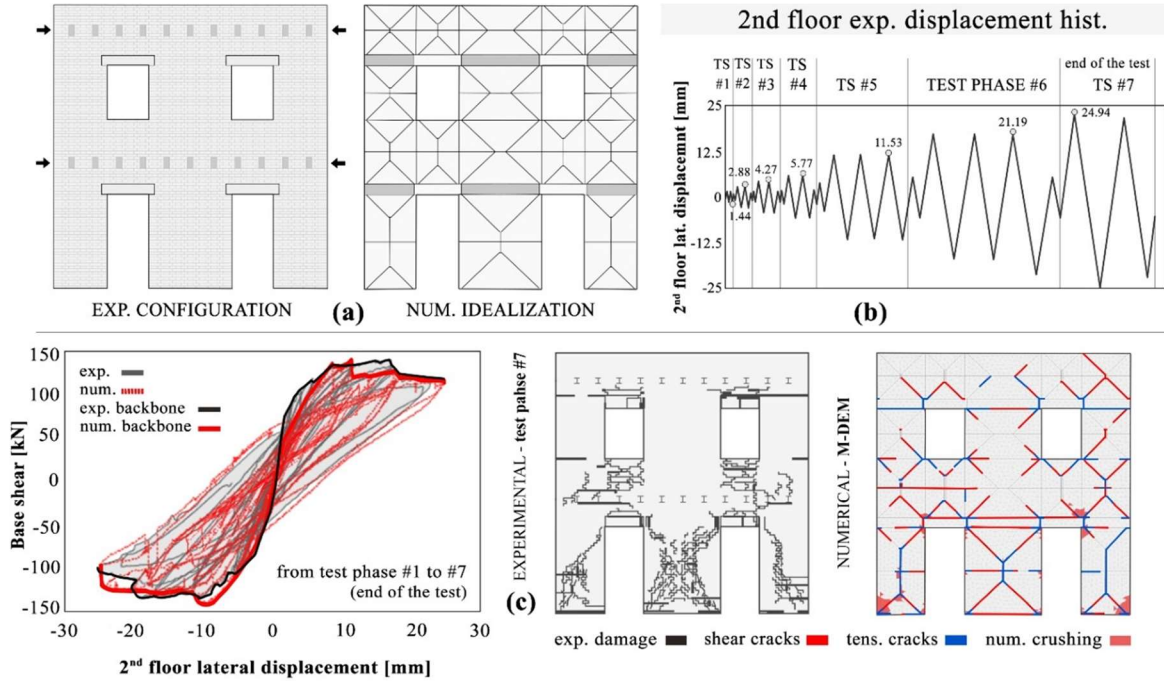 EXP. CONFIGURATION
(a)
NUM. IDEALIZATION
2nd floor exp. displacement hist.
TS #1
TS #2
TS #3
TS #4
TS #5
TEST PHASE #6
end of the test
TS #7
2nd floor lat. displacemnt [mm]
25
12.5
0
-12.5
-25
1.44
2.88
4.27
5.77
11.53
21.19
24.94
(b)
Base shear [kN]
150
100
50
0
-50
-100
-150
exp.
num.
exp. backbone
num. backbone
from test phase #1 to #7
(end of the test)
-30
-20
-10
0
10
20
30
2nd floor lateral displacement [mm]
(c)
EXPERIMENTAL - test pahse #7
NUMERICAL - M-DEM
exp. damage
shear cracks
tens. cracks
num. crushing